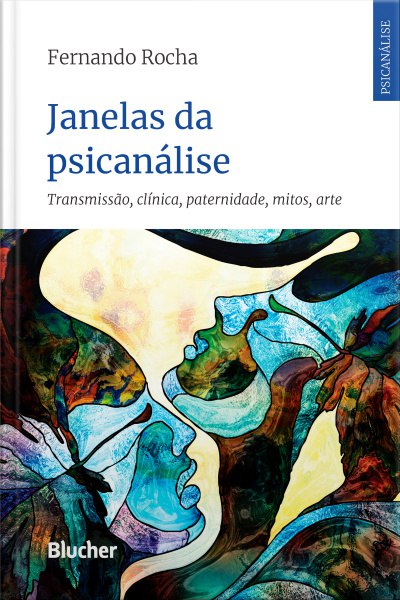 Fernando Rocha
PSICANÁLISE
Janelas da
psicanálise
Transmissão, clínica, paternidade, mitos, arte
Blucher